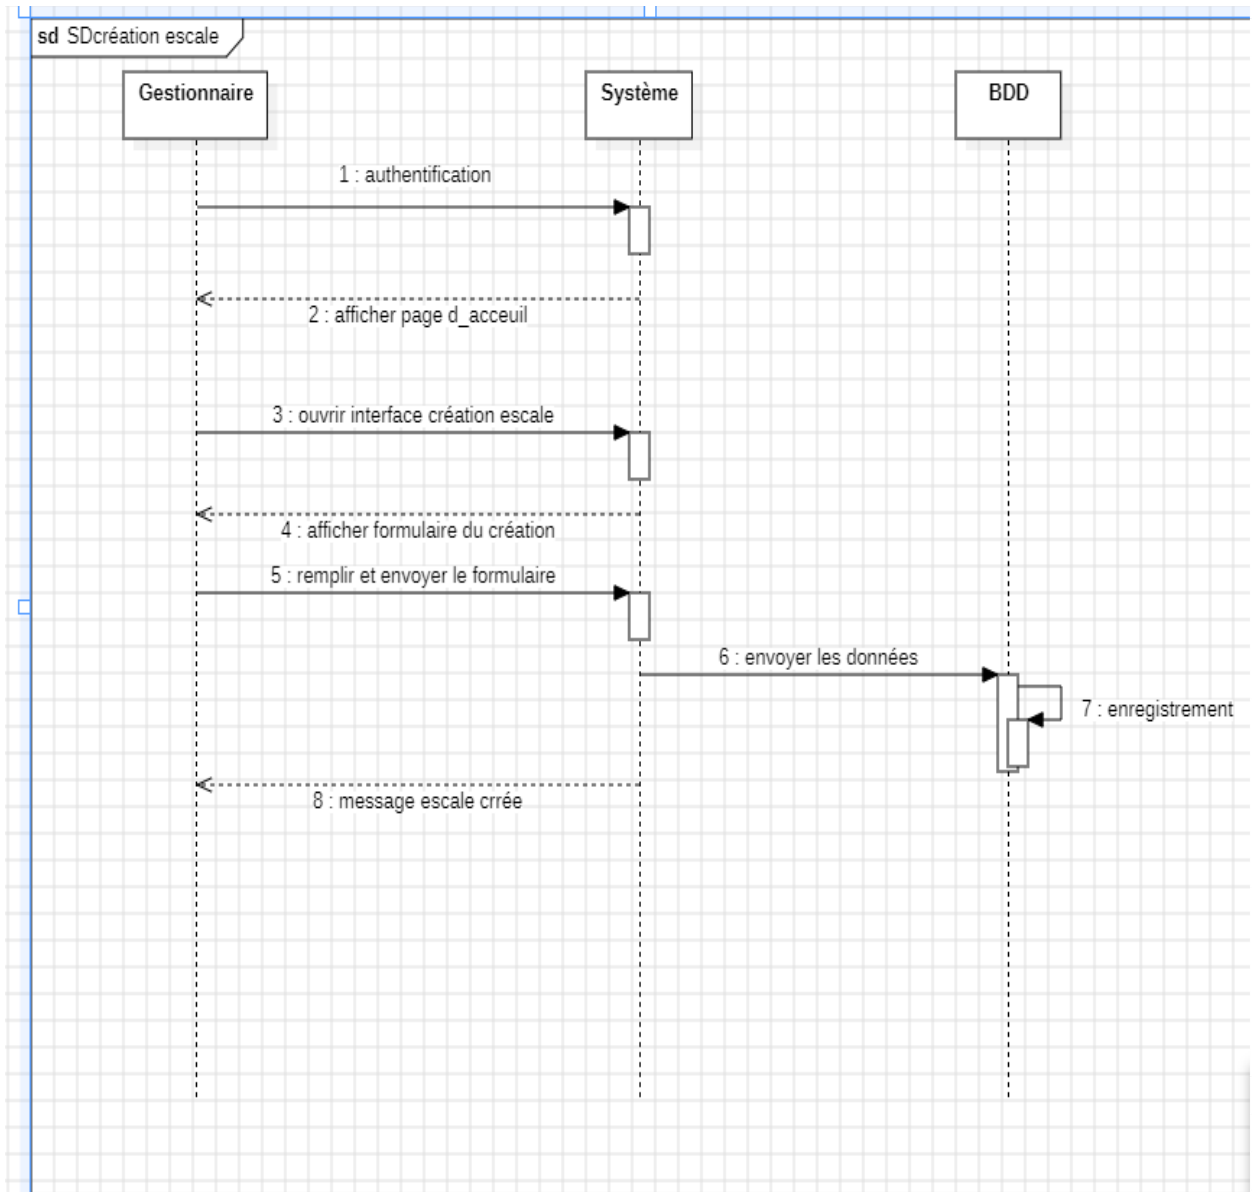 sd SDcréation escale
Gestionnaire
Système
BDD
1 : authentification
2 : afficher page d_acceuil
3 : ouvrir interface création escale
4 : afficher formulaire du création
5 : remplir et envoyer le formulaire
6 : envoyer les données
7 : enregistrement
8 : message escale crrée